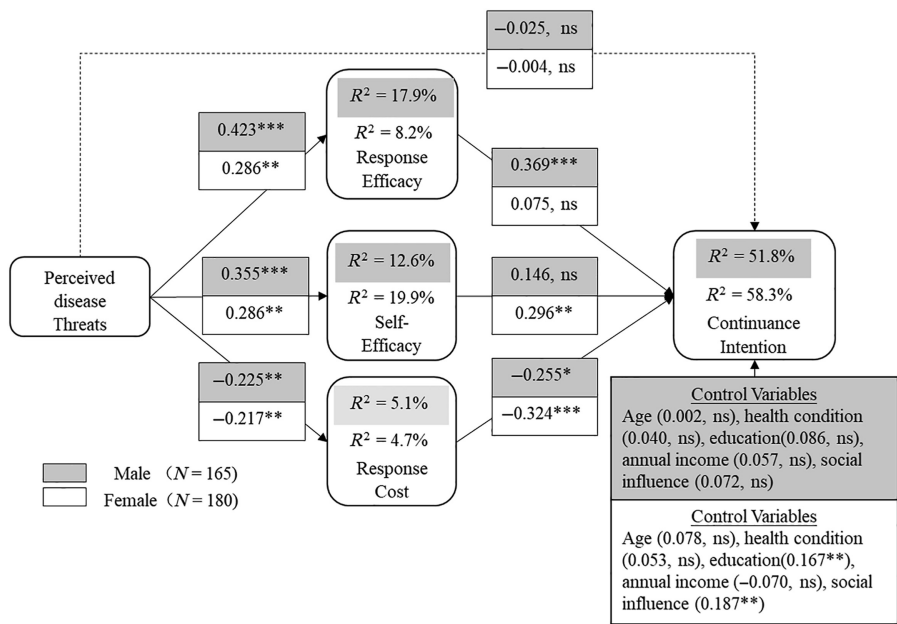 −0.025, ns
−0.004, ns
R² = 17.9%
R² = 8.2%
Response
Efficacy
0.423***
0.286**
0.369***
0.075, ns
Perceived
disease
Threats
0.355***
0.286**
R² = 12.6%
R² = 19.9%
Self-
Efficacy
0.146, ns
0.296**
R² = 51.8%
R² = 58.3%
Continuance
Intention
−0.225**
−0.217**
R² = 5.1%
R² = 4.7%
Response
Cost
−0.255*
−0.324***
Male （N = 165)
Female （N = 180)
Control Variables
Age (0.002, ns), health condition
(0.040, ns), education(0.086, ns),
annual income (0.057, ns), social
influence (0.072, ns)
Control Variables
Age (0.078, ns), health condition
(0.053, ns), education(0.167**),
annual income (−0.070, ns), social
influence (0.187**)